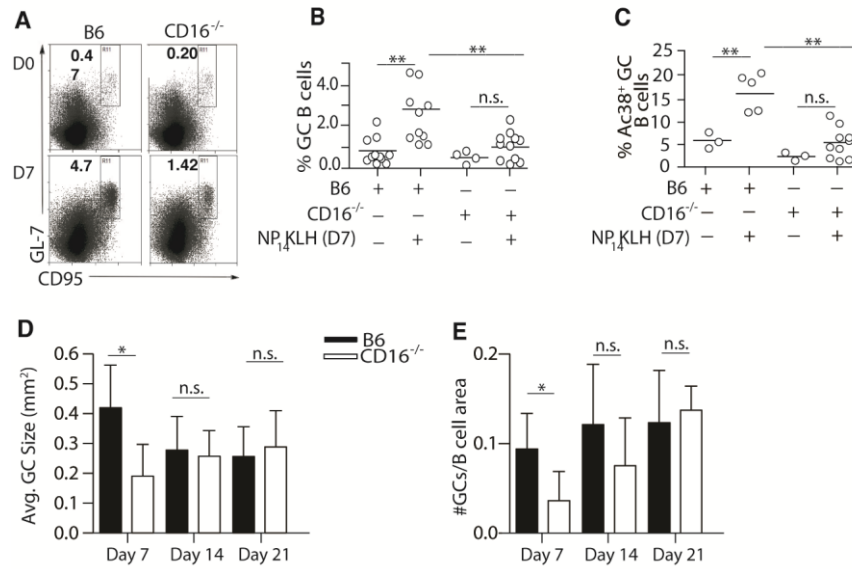 A
B6
CD16⁻/⁻
D0
0.4
7
0.20
D7
4.7
1.42
GL-7
CD95
B
**
**
n.s.
% GC B cells
6.0
4.0
2.0
0.0
B6 + + – –
CD16⁻/⁻ – – + +
NP₁₄KLH (D7) – + – +
C
**
**
n.s.
% Ac38⁺ GC
B cells
25
20
15
10
5
0
B6 + + – –
CD16⁻/⁻ – – + +
NP₁₄KLH (D7) – + – +
D
B6
CD16⁻/⁻
*
n.s.
n.s.
Avg. GC Size (mm²)
0.6
0.5
0.4
0.3
0.2
0.1
0.0
Day 7 Day 14 Day 21
E
*
n.s.
n.s.
#GCs/B cell area
0.2
0.1
0.0
Day 7 Day 14 Day 21